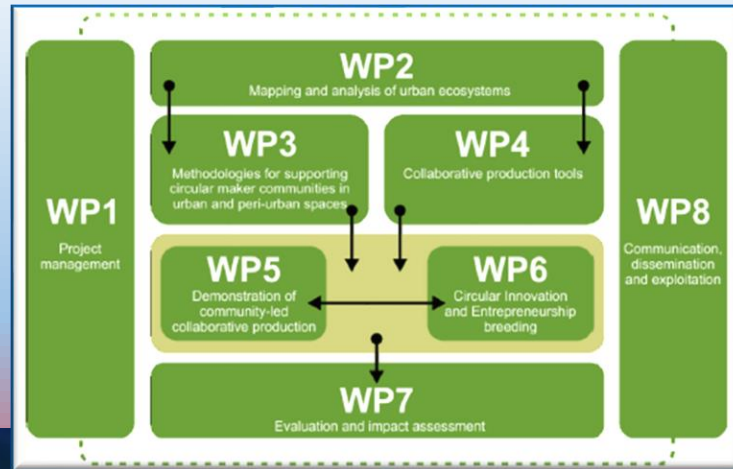 WP1
Project
management
WP2
Mapping and analysis of urban ecosystems
WP3
Methodologies for supporting
circular maker communities in
urban and peri-urban spaces
WP4
Collaborative production tools
WP5
Demonstration of
community-led
collaborative production
WP6
Circular Innovation
and Entrepreneurship
breeding
WP7
Evaluation and impact assessment
WP8
Communication,
dissemination
and exploitation